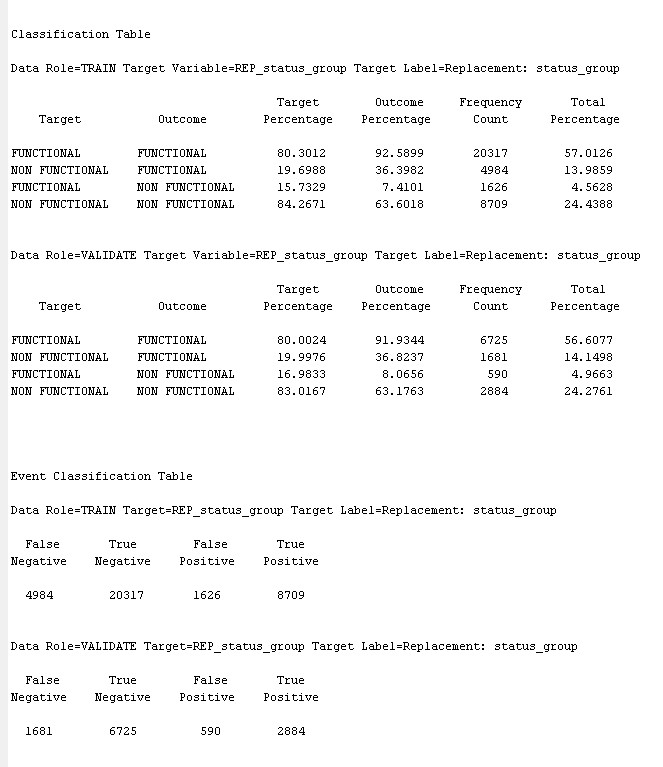 Classification Table
Data Role=TRAIN Target Variable=REP_status_group Target Label=Replacement: status_group
Target Outcome Frequency Total
Target Outcome Percentage Percentage Count Percentage
FUNCTIONAL FUNCTIONAL 80.3012 92.5899 20317 57.0126
NON FUNCTIONAL FUNCTIONAL 19.6988 36.3982 4984 13.9859
FUNCTIONAL NON FUNCTIONAL 15.7329 7.4101 1626 4.5628
NON FUNCTIONAL NON FUNCTIONAL 84.2671 63.6018 8709 24.4388
Data Role=VALIDATE Target Variable=REP_status_group Target Label=Replacement: status_group
Target Outcome Frequency Total
Target Outcome Percentage Percentage Count Percentage
FUNCTIONAL FUNCTIONAL 80.0024 91.9344 6725 56.6077
NON FUNCTIONAL FUNCTIONAL 19.9976 36.8237 1681 14.1498
FUNCTIONAL NON FUNCTIONAL 16.9833 8.0656 590 4.9663
NON FUNCTIONAL NON FUNCTIONAL 83.0167 63.1763 2884 24.2761
Event Classification Table
Data Role=TRAIN Target=REP_status_group Target Label=Replacement: status_group
False True False True
Negative Negative Positive Positive
4984 20317 1626 8709
Data Role=VALIDATE Target=REP_status_group Target Label=Replacement: status_group
False True False True
Negative Negative Positive Positive
1681 6725 590 2884